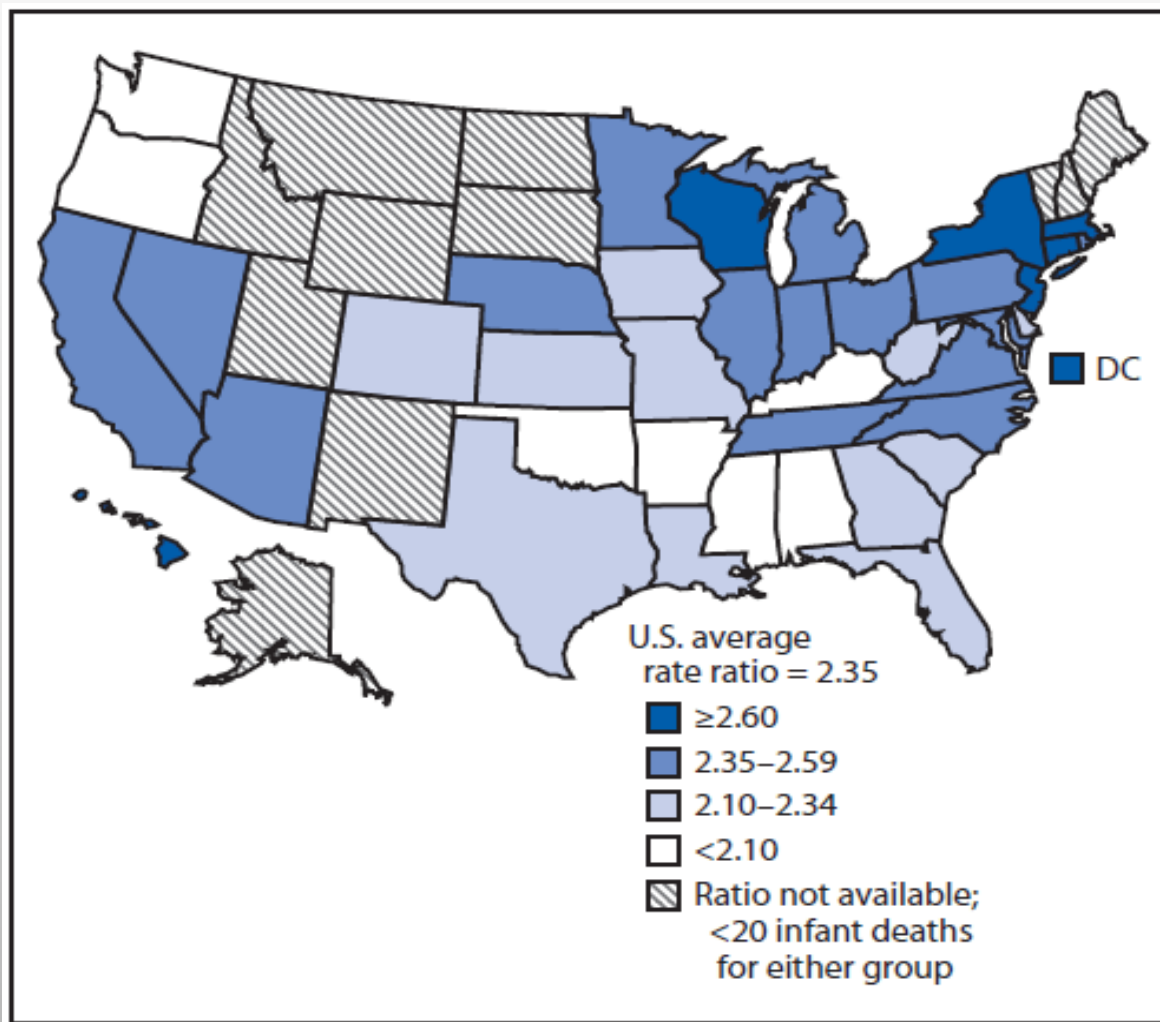 DC
U.S. average
rate ratio = 2.35
≥2.60
2.35–2.59
2.10–2.34
<2.10
Ratio not available;
<20 infant deaths
for either group